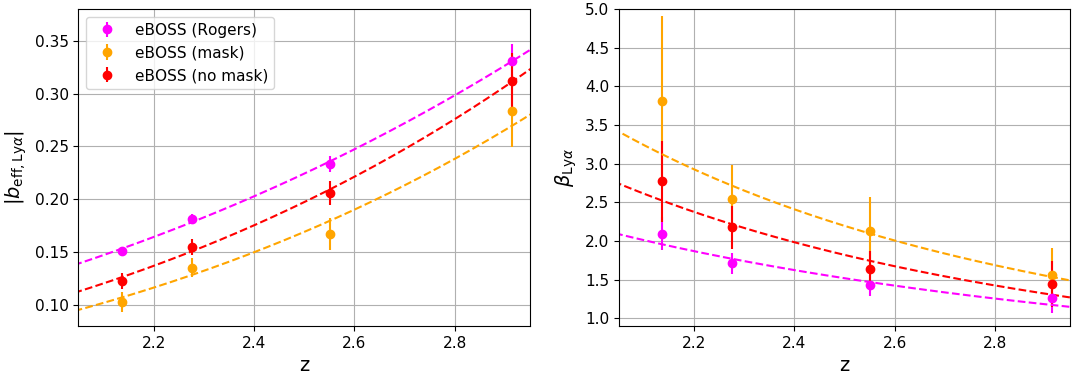 eBOSS (Rogers)
eBOSS (mask)
eBOSS (no mask)
|b_eff, Lyα|
0.35
0.30
0.25
0.20
0.15
0.10
2.2 2.4 2.6 2.8
z
β_Lyα
5.0
4.5
4.0
3.5
3.0
2.5
2.0
1.5
1.0
2.2 2.4 2.6 2.8
z